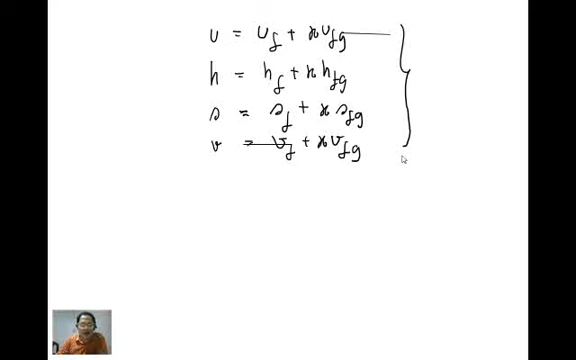 u = u_f + x u_fg
h = h_f + x h_fg
s = s_f + x s_fg
v = v_f + x v_fg